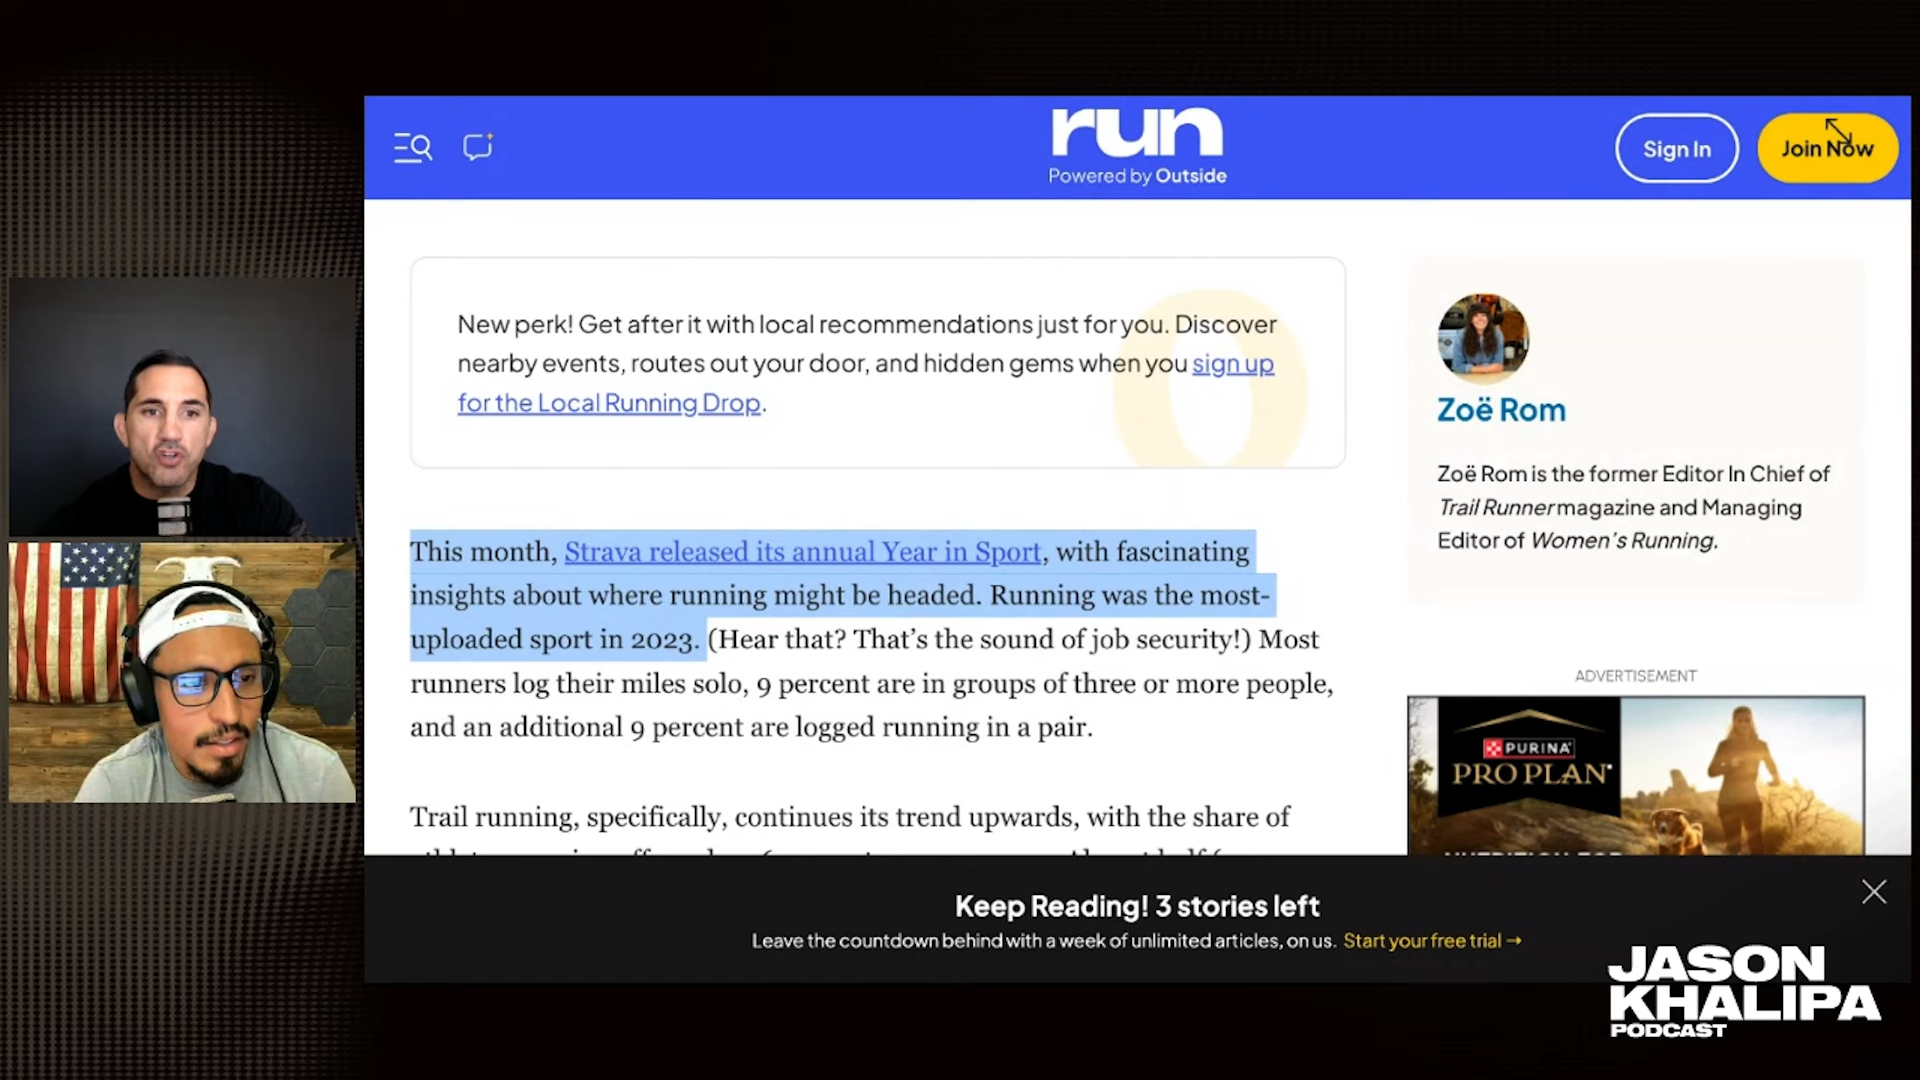 run
Powered by Outside
Sign In
Join Now
New perk! Get after it with local recommendations just for you. Discover
nearby events, routes out your door, and hidden gems when you sign up
for the Local Running Drop.
This month, Strava released its annual Year in Sport, with fascinating
insights about where running might be headed. Running was the most-
uploaded sport in 2023. (Hear that? That’s the sound of job security!) Most
runners log their miles solo, 9 percent are in groups of three or more people,
and an additional 9 percent are logged running in a pair.
Trail running, specifically, continues its trend upwards, with the share of
Zoë Rom
Zoë Rom is the former Editor In Chief of
Trail Runner magazine and Managing
Editor of Women’s Running.
ADVERTISEMENT
PURINA
PRO PLAN
Keep Reading! 3 stories left
Leave the countdown behind with a week of unlimited articles, on us. Start your free trial →
JASON
KHALIPA
PODCAST